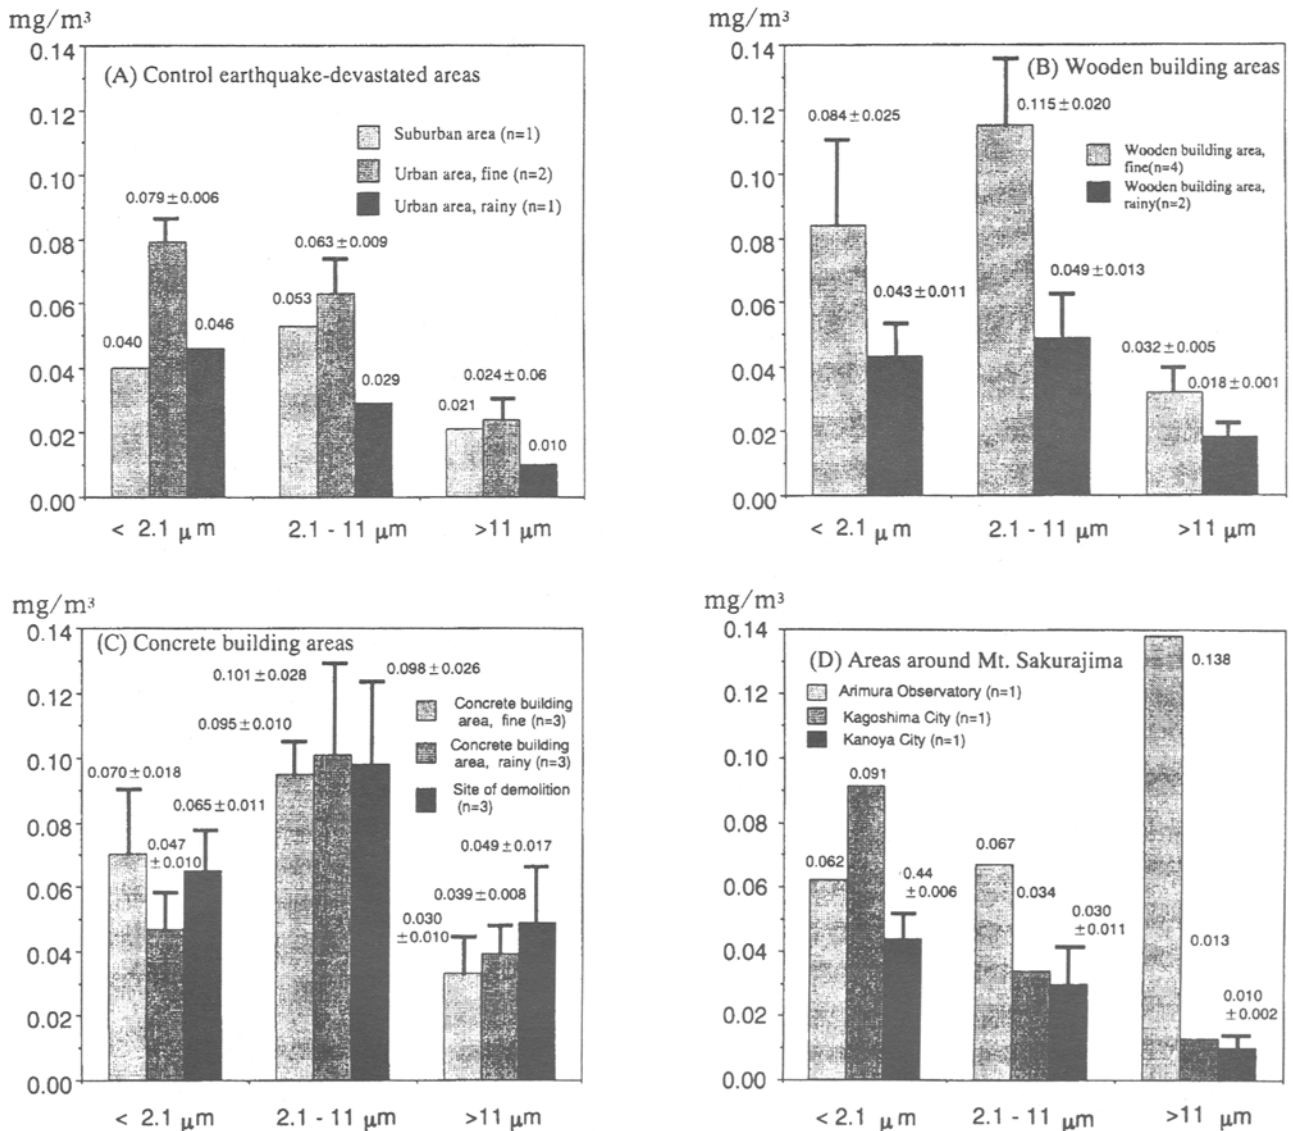 mg/m³
0.14
0.12
0.10
0.08
0.06
0.04
0.02
0.00
(A) Control earthquake-devastated areas
Suburban area (n=1)
Urban area, fine (n=2)
Urban area, rainy (n=1)
0.040
0.079±0.006
0.046
0.053
0.063±0.009
0.029
0.021
0.024±0.06
0.010
< 2.1 μm
2.1 - 11 μm
>11 μm
mg/m³
0.14
0.12
0.10
0.08
0.06
0.04
0.02
0.00
(B) Wooden building areas
Wooden building area,
fine(n=4)
Wooden building area,
rainy(n=2)
0.084±0.025
0.043±0.011
0.115±0.020
0.049±0.013
0.032±0.005
0.018±0.001
< 2.1 μm
2.1 - 11 μm
>11 μm
mg/m³
0.14
0.12
0.10
0.08
0.06
0.04
0.02
0.00
(C) Concrete building areas
Concrete building
area, fine (n=3)
Concrete building
area, rainy (n=3)
Site of demolition
(n=3)
0.070±0.018
0.047
±0.010
0.065±0.011
0.095±0.010
0.101±0.028
0.098±0.026
0.030
±0.010
0.039±0.008
0.049±0.017
< 2.1 μm
2.1 - 11 μm
>11 μm
mg/m³
0.14
0.12
0.10
0.08
0.06
0.04
0.02
0.00
(D) Areas around Mt. Sakurajima
Arimura Observatory (n=1)
Kagoshima City (n=1)
Kanoya City (n=1)
0.062
0.091
0.44
±0.006
0.067
0.034
0.030
±0.011
0.138
0.013
0.010
±0.002
< 2.1 μm
2.1 - 11 μm
>11 μm